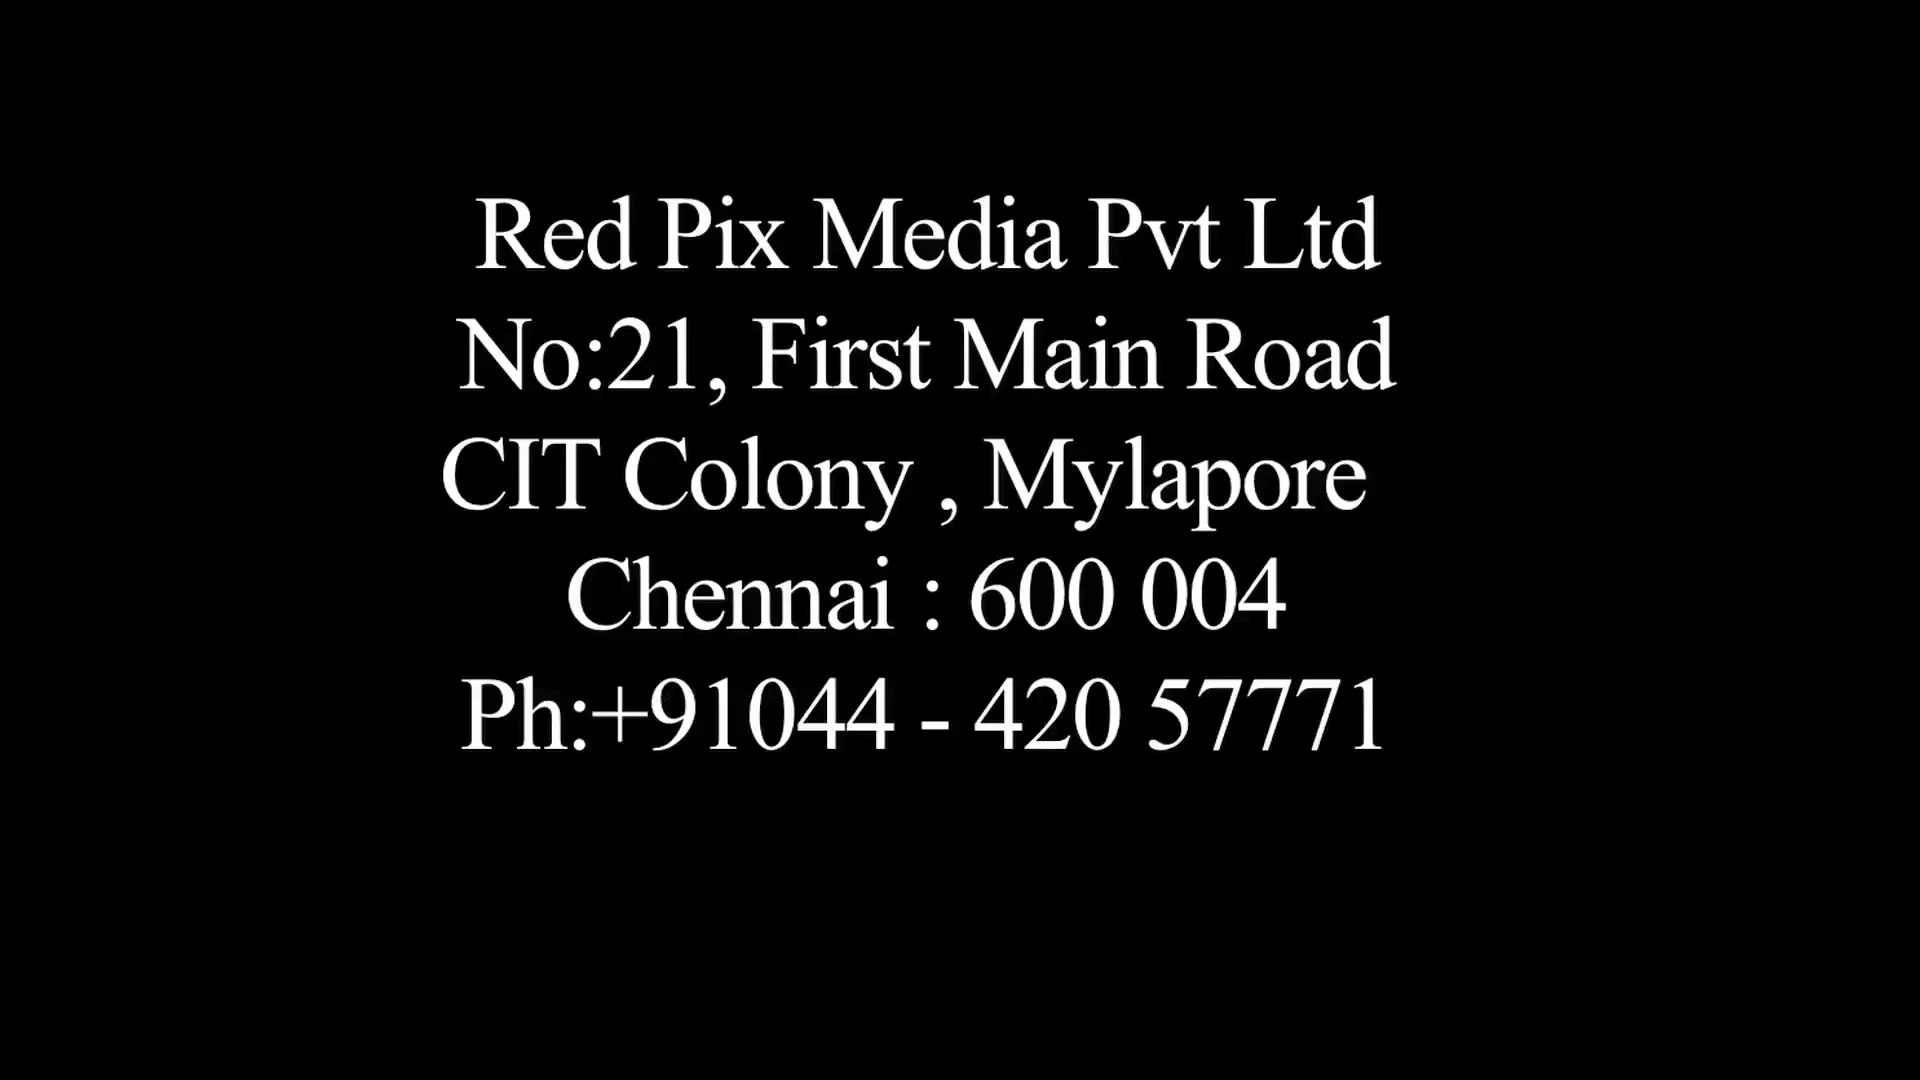 Red Pix Media Pvt Ltd
No:21, First Main Road
CIT Colony , Mylapore
Chennai : 600 004
Ph:+91044 - 420 57771